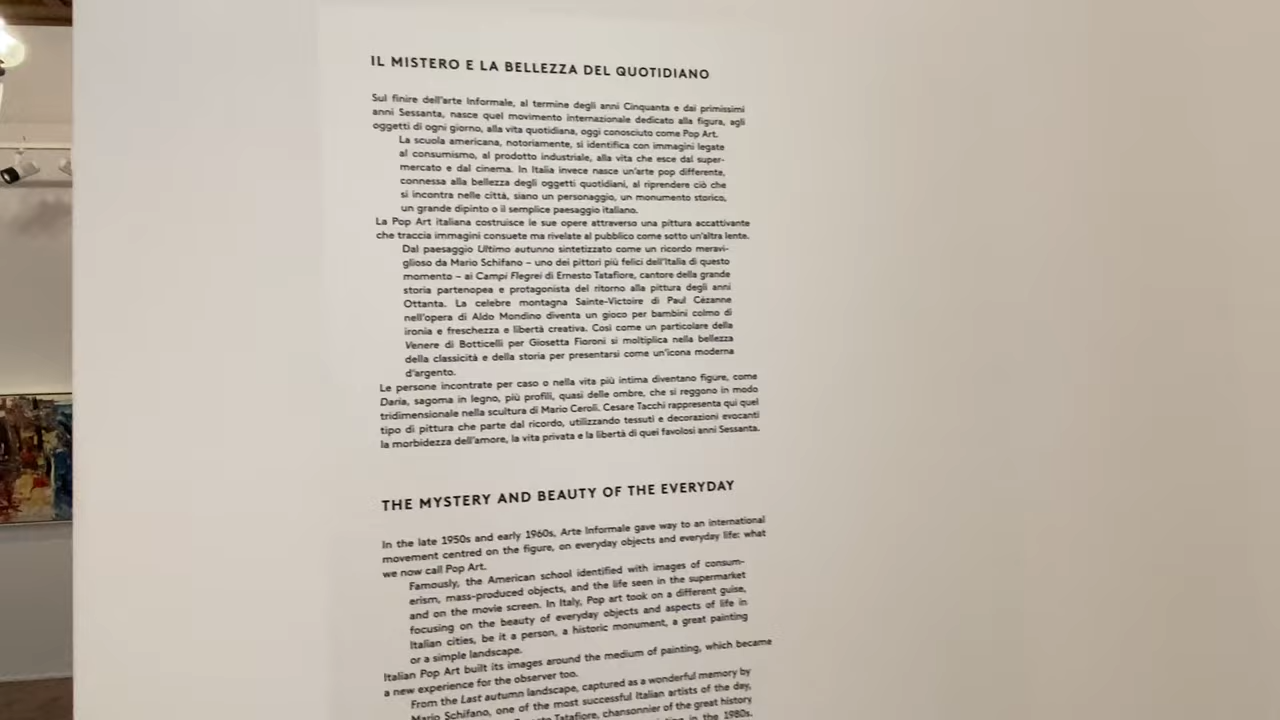 IL MISTERO E LA BELLEZZA DEL QUOTIDIANO
Sul finire dell'arte Informale, al termine degli anni Cinquanta e dai primissimi
anni Sessanta, nasce quel movimento internazionale dedicato alla figura, agli
oggetti di ogni giorno, alla vita quotidiana, oggi conosciuto come Pop Art.
La scuola americana, notoriamente, si identifica con immagini legate
al consumismo, al prodotto industriale, alla vita che esce dal super-
mercato e dal cinema. In Italia invece nasce un'arte pop differente,
connessa alla bellezza degli oggetti quotidiani, al riprendere ciò che
si incontra nelle città, siano un personaggio, un monumento storico,
un grande dipinto o il semplice paesaggio italiano.
La Pop Art italiana costruisce le sue opere attraverso una pittura accattivante
che traccia immagini consuete ma rivelate al pubblico come sotto un'altra lente.
Dal paesaggio Ultimo autunno sintetizzato come un ricordo meravi-
glioso da Mario Schifano – uno dei pittori più felici dell'Italia di questo
momento – ai Campi Flegrei di Ernesto Tatafiore, cantore della grande
storia partenopea e protagonista del ritorno alla pittura degli anni
Ottanta. La celebre montagna Sainte-Victoire di Paul Cézanne
nell'opera di Aldo Mondino diventa un gioco per bambini colmo di
ironia e freschezza e libertà creativa. Così come un particolare della
Venere di Botticelli per Giosetta Fioroni si moltiplica nella bellezza
della classicità e della storia per presentarsi come un'icona moderna
d'argento.
Le persone incontrate per caso o nella vita più intima diventano figure, come
Daria, sagoma in legno, più profili, quasi delle ombre, che si reggono in modo
tridimensionale nella scultura di Mario Ceroli. Cesare Tacchi rappresenta qui quel
tipo di pittura che parte dal ricordo, utilizzando tessuti e decorazioni evocanti
la morbidezza dell'amore, la vita privata e la libertà di quei favolosi anni Sessanta.
THE MYSTERY AND BEAUTY OF THE EVERYDAY
In the late 1950s and early 1960s, Arte Informale gave way to an international
movement centred on the figure, on everyday objects and everyday life: what
we now call Pop Art.
Famously, the American school identified with images of consum-
erism, mass-produced objects, and the life seen in the supermarket
and on the movie screen. In Italy, Pop art took on a different guise,
focusing on the beauty of everyday objects and aspects of life in
Italian cities, be it a person, a historic monument, a great painting
or a simple landscape.
Italian Pop Art built its images around the medium of painting, which became
a new experience for the observer too.
From the Last autumn landscape, captured as a wonderful memory by
Mario Schifano, one of the most successful Italian artists of the day,
Tatafiore, chansonnier of the great history
in the 1980s.